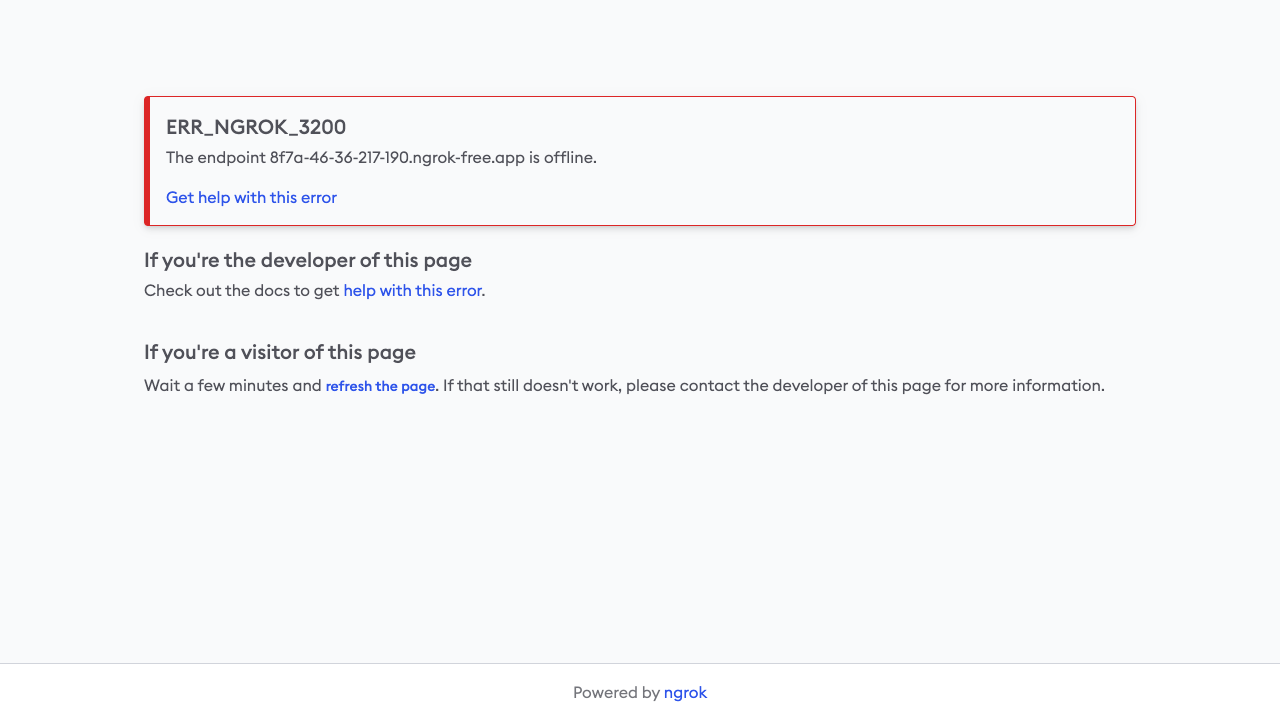 ERR_NGROK_3200
The endpoint 8f7a-46-36-217-190.ngrok-free.app is offline.
Get help with this error
If you're the developer of this page
Check out the docs to get help with this error.
If you're a visitor of this page
Wait a few minutes and refresh the page. If that still doesn't work, please contact the developer of this page for more information.
Powered by ngrok